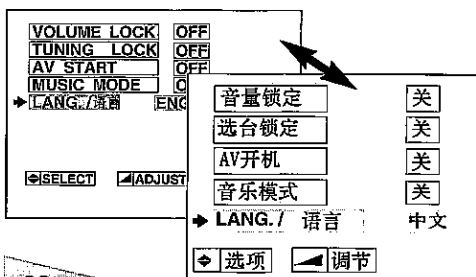 VOLUME LOCK OFF
TUNING LOCK OFF
AV START OFF
MUSIC MODE
LANG./语言 ENG
SELECT ADJUST
音量锁定 关
选台锁定 关
AV开机 关
音乐模式 关
LANG./ 语言 中文
选项 调节